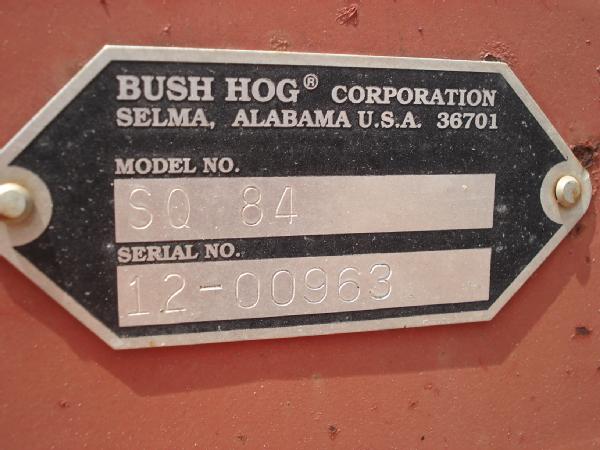 BUSH HOG® CORPORATION
SELMA, ALABAMA U.S.A. 36701
MODEL NO.
SQ 84
SERIAL NO.
12-00963